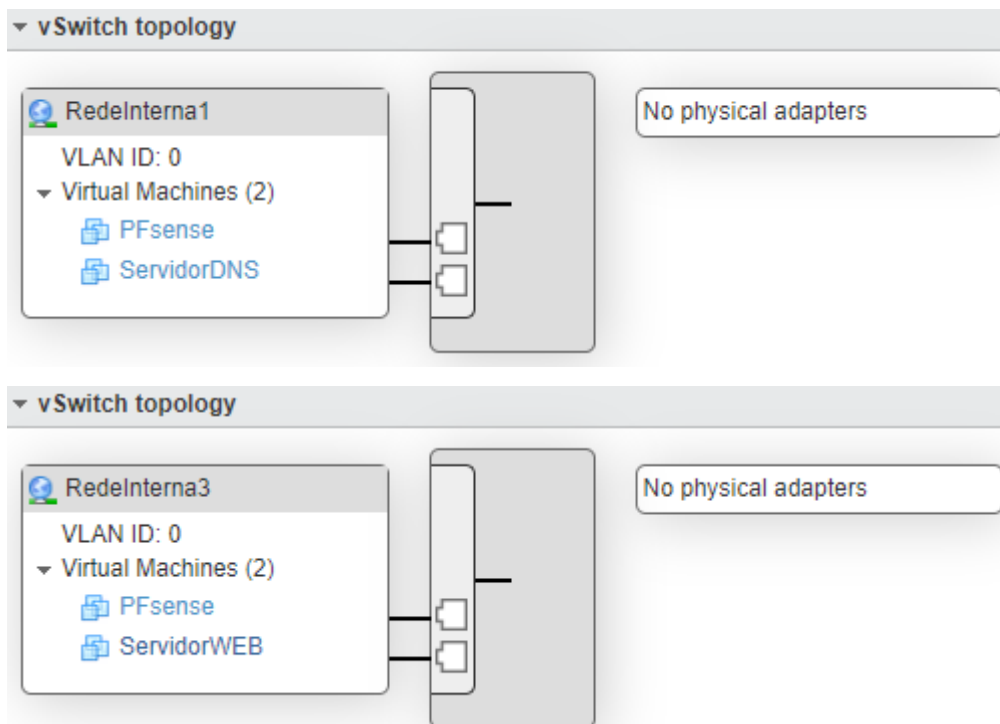 vSwitch topology
RedeInterna1
No physical adapters
VLAN ID: 0
Virtual Machines (2)
PFsense
ServidorDNS
vSwitch topology
RedeInterna3
No physical adapters
VLAN ID: 0
Virtual Machines (2)
PFsense
ServidorWEB